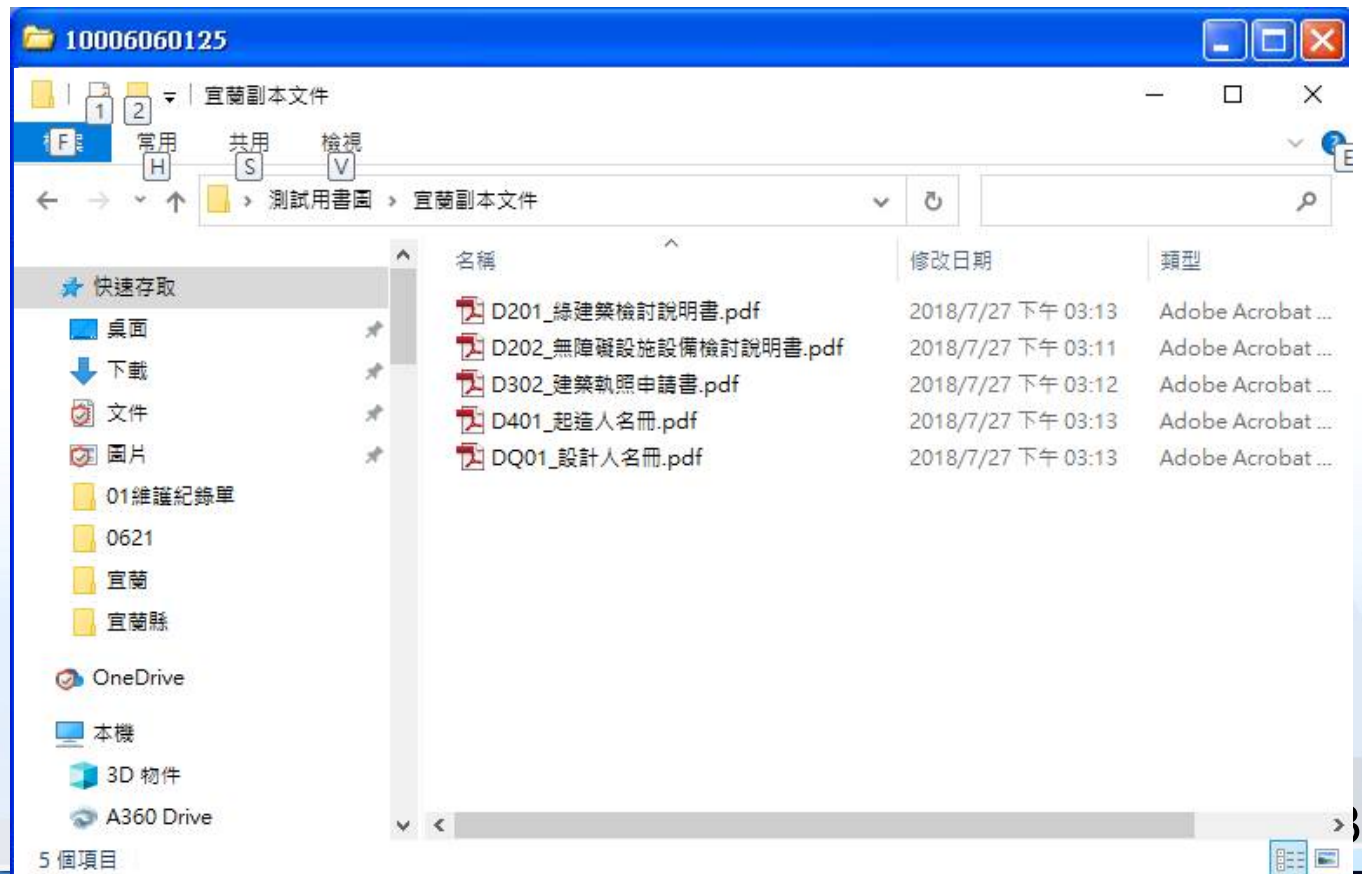 10006060125
宜蘭副本文件
1 2
F 常用 共用 檢視
H S V E
測試用書圖 › 宜蘭副本文件
名稱 修改日期 類型
快速存取
桌面
下載
文件
圖片
01維護紀錄單
0621
宜蘭
宜蘭縣
OneDrive
本機
3D 物件
A360 Drive
D201_綠建築檢討說明書.pdf 2018/7/27 下午 03:13 Adobe Acrobat ...
D202_無障礙設施設備檢討說明書.pdf 2018/7/27 下午 03:11 Adobe Acrobat ...
D302_建築執照申請書.pdf 2018/7/27 下午 03:12 Adobe Acrobat ...
D401_起造人名冊.pdf 2018/7/27 下午 03:13 Adobe Acrobat ...
DQ01_設計人名冊.pdf 2018/7/27 下午 03:13 Adobe Acrobat ...
5 個項目